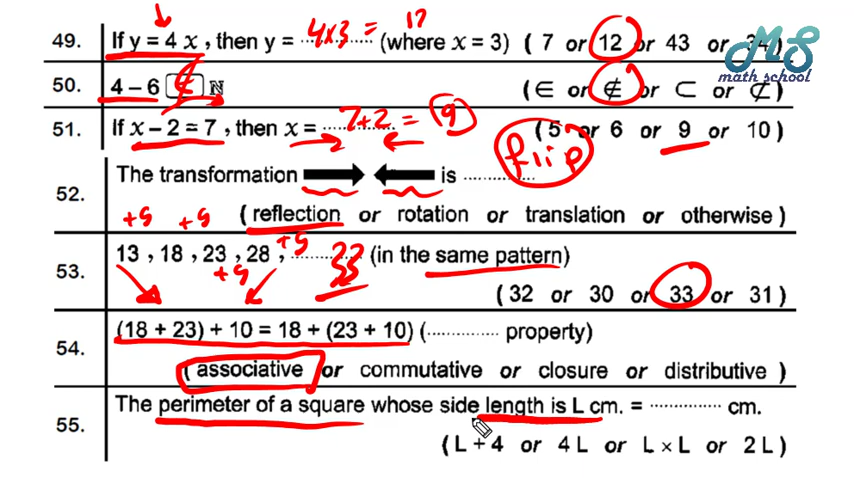 49. If y = 4 x , then y = 4×3 = 12 (where x = 3) ( 7 or 12 or 43 or 34 )
MS
math school
50. 4 – 6 ∉ N ( ∈ or ∉ or ⊂ or ⊄ )
51. If x – 2 = 7 , then x = 7+2 = 9 ( 5 or 6 or 9 or 10 )
flip
52. The transformation is ..............
( reflection or rotation or translation or otherwise )
+5 +5 +5
53. 13 , 18 , 23 , 28 , 33 (in the same pattern)
+5
( 32 or 30 or 33 or 31 )
54. (18 + 23) + 10 = 18 + (23 + 10) (.............. property)
( associative or commutative or closure or distributive )
55. The perimeter of a square whose side length is L cm. = .............. cm.
( L + 4 or 4 L or L × L or 2 L )